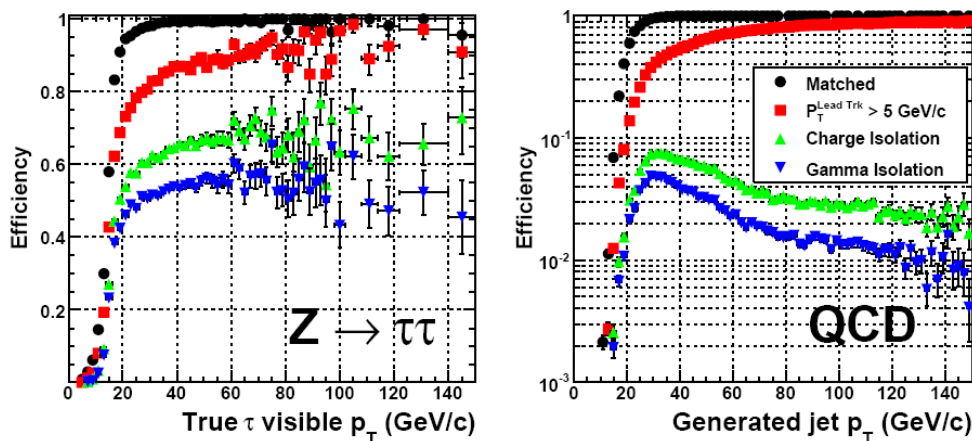 Efficiency
1
0.8
0.6
0.4
0.2
0 20 40 60 80 100 120 140
Z → ττ
True τ visible p_T (GeV/c)
Efficiency
1
10^-1
10^-2
10^-3
0 20 40 60 80 100 120 140
Matched
P_T^Lead Trk > 5 GeV/c
Charge Isolation
Gamma Isolation
QCD
Generated jet p_T (GeV/c)